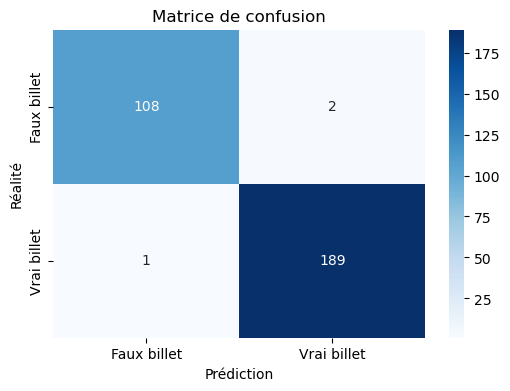 Matrice de confusion
Faux billet
Vrai billet
Réalité
108
2
1
189
Faux billet
Vrai billet
Prédiction
175
150
125
100
75
50
25